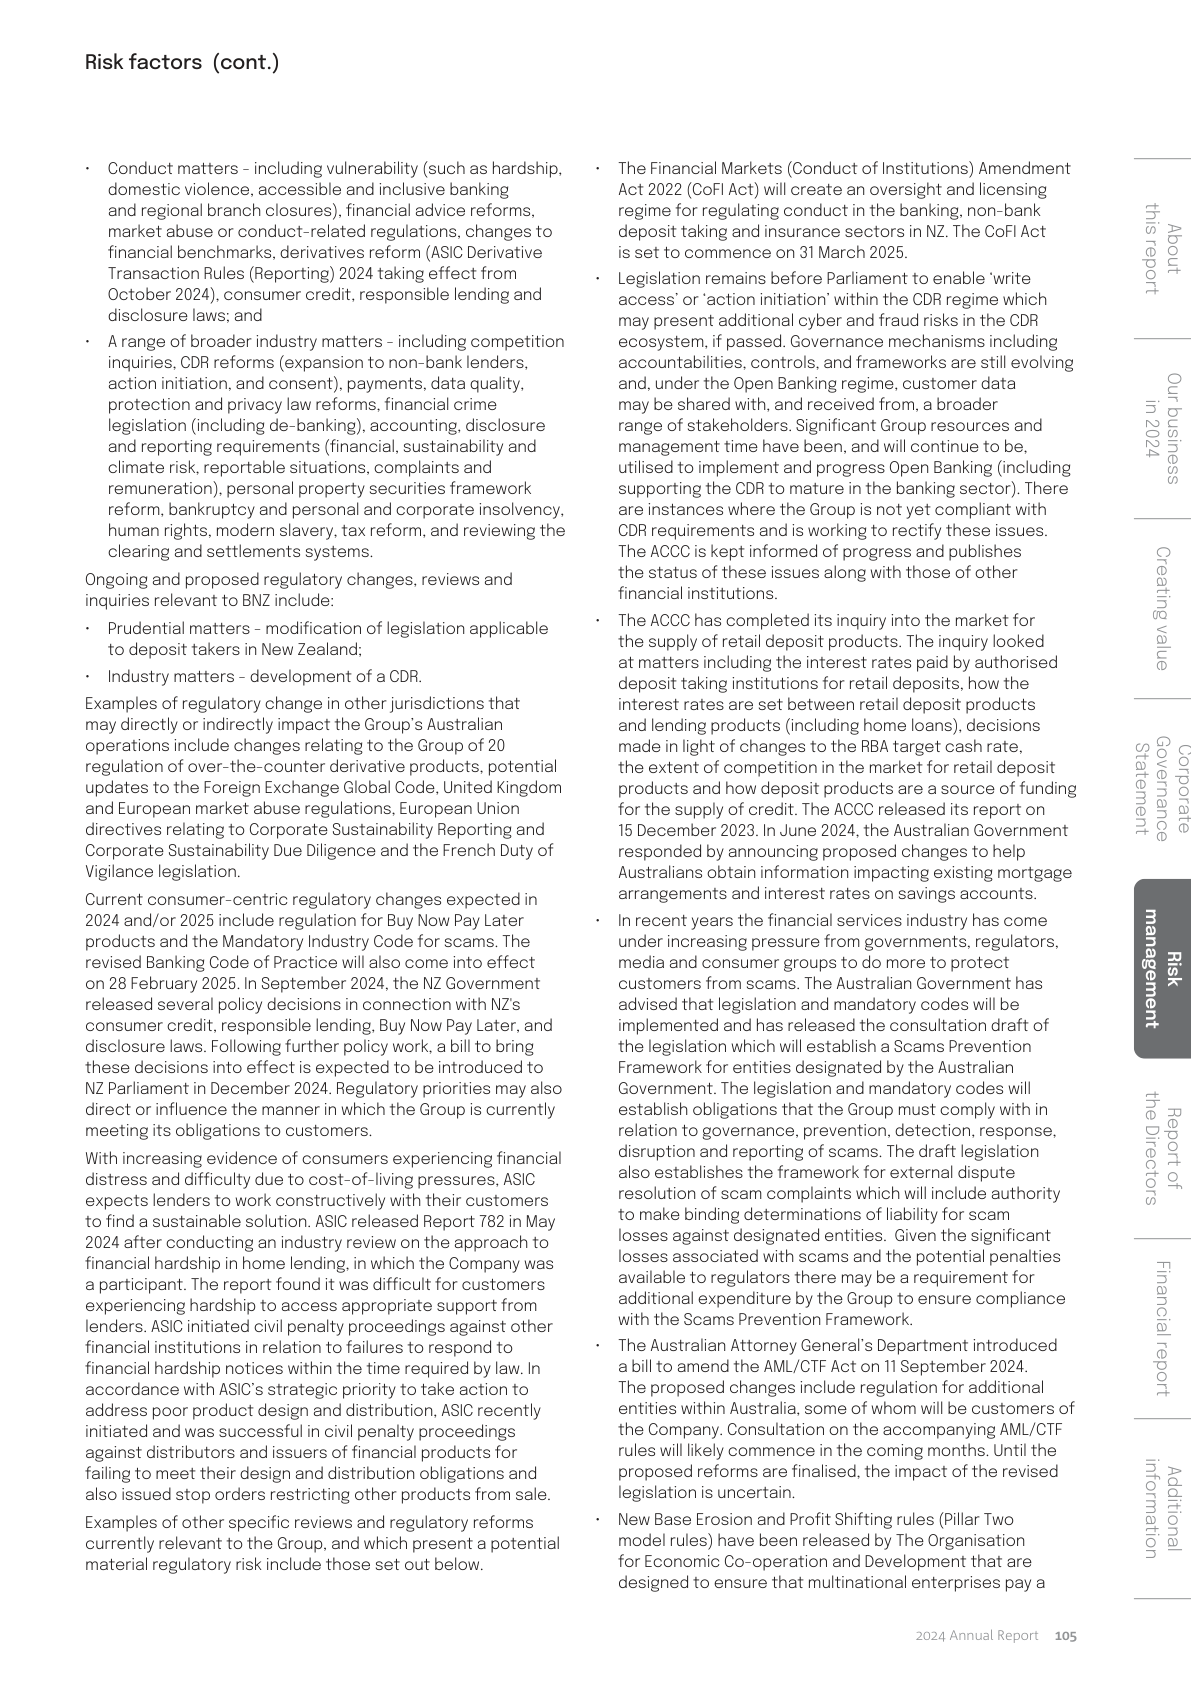 Risk factors (cont.)
· Conduct matters – including vulnerability (such as hardship,
domestic violence, accessible and inclusive banking
and regional branch closures), financial advice reforms,
market abuse or conduct-related regulations, changes to
financial benchmarks, derivatives reform (ASIC Derivative
Transaction Rules (Reporting) 2024 taking effect from
October 2024), consumer credit, responsible lending and
disclosure laws; and
· A range of broader industry matters – including competition
inquiries, CDR reforms (expansion to non-bank lenders,
action initiation, and consent), payments, data quality,
protection and privacy law reforms, financial crime
legislation (including de-banking), accounting, disclosure
and reporting requirements (financial, sustainability and
climate risk, reportable situations, complaints and
remuneration), personal property securities framework
reform, bankruptcy and personal and corporate insolvency,
human rights, modern slavery, tax reform, and reviewing the
clearing and settlements systems.
Ongoing and proposed regulatory changes, reviews and
inquiries relevant to BNZ include:
· Prudential matters – modification of legislation applicable
to deposit takers in New Zealand;
· Industry matters – development of a CDR.
Examples of regulatory change in other jurisdictions that
may directly or indirectly impact the Group's Australian
operations include changes relating to the Group of 20
regulation of over-the-counter derivative products, potential
updates to the Foreign Exchange Global Code, United Kingdom
and European market abuse regulations, European Union
directives relating to Corporate Sustainability Reporting and
Corporate Sustainability Due Diligence and the French Duty of
Vigilance legislation.
Current consumer-centric regulatory changes expected in
2024 and/or 2025 include regulation for Buy Now Pay Later
products and the Mandatory Industry Code for scams. The
revised Banking Code of Practice will also come into effect
on 28 February 2025. In September 2024, the NZ Government
released several policy decisions in connection with NZ's
consumer credit, responsible lending, Buy Now Pay Later, and
disclosure laws. Following further policy work, a bill to bring
these decisions into effect is expected to be introduced to
NZ Parliament in December 2024. Regulatory priorities may also
direct or influence the manner in which the Group is currently
meeting its obligations to customers.
With increasing evidence of consumers experiencing financial
distress and difficulty due to cost-of-living pressures, ASIC
expects lenders to work constructively with their customers
to find a sustainable solution. ASIC released Report 782 in May
2024 after conducting an industry review on the approach to
financial hardship in home lending, in which the Company was
a participant. The report found it was difficult for customers
experiencing hardship to access appropriate support from
lenders. ASIC initiated civil penalty proceedings against other
financial institutions in relation to failures to respond to
financial hardship notices within the time required by law. In
accordance with ASIC's strategic priority to take action to
address poor product design and distribution, ASIC recently
initiated and was successful in civil penalty proceedings
against distributors and issuers of financial products for
failing to meet their design and distribution obligations and
also issued stop orders restricting other products from sale.
Examples of other specific reviews and regulatory reforms
currently relevant to the Group, and which present a potential
material regulatory risk include those set out below.
· The Financial Markets (Conduct of Institutions) Amendment
Act 2022 (CoFI Act) will create an oversight and licensing
regime for regulating conduct in the banking, non-bank
deposit taking and insurance sectors in NZ. The CoFI Act
is set to commence on 31 March 2025.
· Legislation remains before Parliament to enable 'write
access' or 'action initiation' within the CDR regime which
may present additional cyber and fraud risks in the CDR
ecosystem, if passed. Governance mechanisms including
accountabilities, controls, and frameworks are still evolving
and, under the Open Banking regime, customer data
may be shared with, and received from, a broader
range of stakeholders. Significant Group resources and
management time have been, and will continue to be,
utilised to implement and progress Open Banking (including
supporting the CDR to mature in the banking sector). There
are instances where the Group is not yet compliant with
CDR requirements and is working to rectify these issues.
The ACCC is kept informed of progress and publishes
the status of these issues along with those of other
financial institutions.
· The ACCC has completed its inquiry into the market for
the supply of retail deposit products. The inquiry looked
at matters including the interest rates paid by authorised
deposit taking institutions for retail deposits, how the
interest rates are set between retail deposit products
and lending products (including home loans), decisions
made in light of changes to the RBA target cash rate,
the extent of competition in the market for retail deposit
products and how deposit products are a source of funding
for the supply of credit. The ACCC released its report on
15 December 2023. In June 2024, the Australian Government
responded by announcing proposed changes to help
Australians obtain information impacting existing mortgage
arrangements and interest rates on savings accounts.
· In recent years the financial services industry has come
under increasing pressure from governments, regulators,
media and consumer groups to do more to protect
customers from scams. The Australian Government has
advised that legislation and mandatory codes will be
implemented and has released the consultation draft of
the legislation which will establish a Scams Prevention
Framework for entities designated by the Australian
Government. The legislation and mandatory codes will
establish obligations that the Group must comply with in
relation to governance, prevention, detection, response,
disruption and reporting of scams. The draft legislation
also establishes the framework for external dispute
resolution of scam complaints which will include authority
to make binding determinations of liability for scam
losses against designated entities. Given the significant
losses associated with scams and the potential penalties
available to regulators there may be a requirement for
additional expenditure by the Group to ensure compliance
with the Scams Prevention Framework.
· The Australian Attorney General's Department introduced
a bill to amend the AML/CTF Act on 11 September 2024.
The proposed changes include regulation for additional
entities within Australia, some of whom will be customers of
the Company. Consultation on the accompanying AML/CTF
rules will likely commence in the coming months. Until the
proposed reforms are finalised, the impact of the revised
legislation is uncertain.
· New Base Erosion and Profit Shifting rules (Pillar Two
model rules) have been released by The Organisation
for Economic Co-operation and Development that are
designed to ensure that multinational enterprises pay a
About
this report
Our business
in 2024
Creating value
Corporate
Governance
Statement
Risk
management
Report of
the Directors
Financial report
Additional
information
2024 Annual Report 105